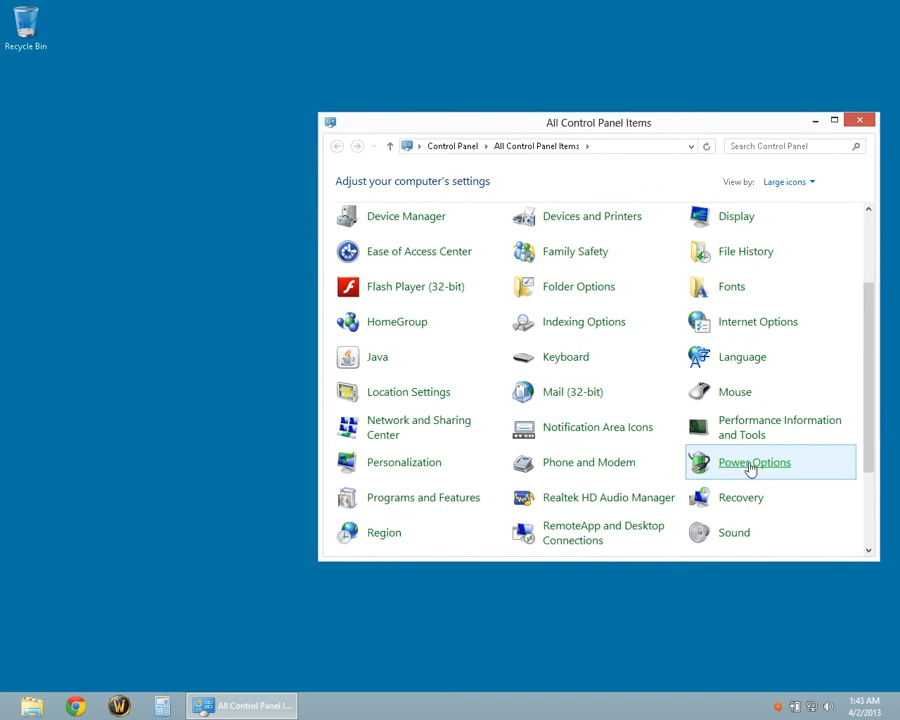 Recycle Bin
All Control Panel Items
Control Panel All Control Panel Items Search Control Panel
Adjust your computer's settings
View by: Large icons
Device Manager
Devices and Printers
Display
Ease of Access Center
Family Safety
File History
Flash Player (32-bit)
Folder Options
Fonts
HomeGroup
Indexing Options
Internet Options
Java
Keyboard
Language
Location Settings
Mail (32-bit)
Mouse
Network and Sharing
Center
Notification Area Icons
Performance Information
and Tools
Personalization
Phone and Modem
Power Options
Programs and Features
Realtek HD Audio Manager
Recovery
Region
RemoteApp and Desktop
Connections
Sound
All Control Panel I...
1:43 AM
4/2/2013